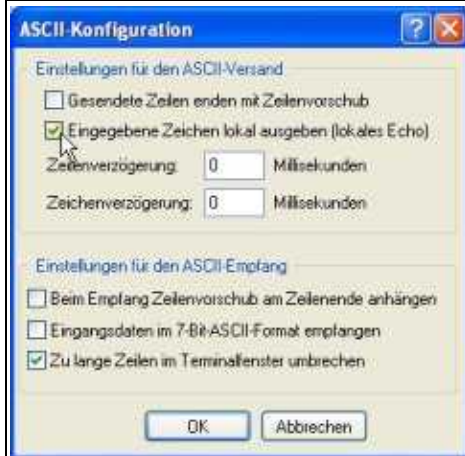 ASCII-Konfiguration
Einstellungen für den ASCII-Versand
Gesendete Zeilen enden mit Zeilenvorschub
Eingegebene Zeichen lokal ausgeben (lokales Echo)
Zeilenverzögerung: 0 Millisekunden
Zeichenverzögerung: 0 Millisekunden
Einstellungen für den ASCII-Empfang
Beim Empfang Zeilenvorschub am Zeilenende anhängen
Eingangsdaten im 7-Bit-ASCII-Format empfangen
Zu lange Zeilen im Terminalfenster umbrechen
OK Abbrechen